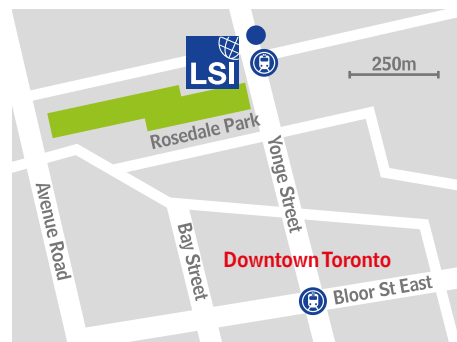 LSI
250m
Rosedale Park
Yonge Street
Avenue Road
Bay Street
Downtown Toronto
Bloor St East